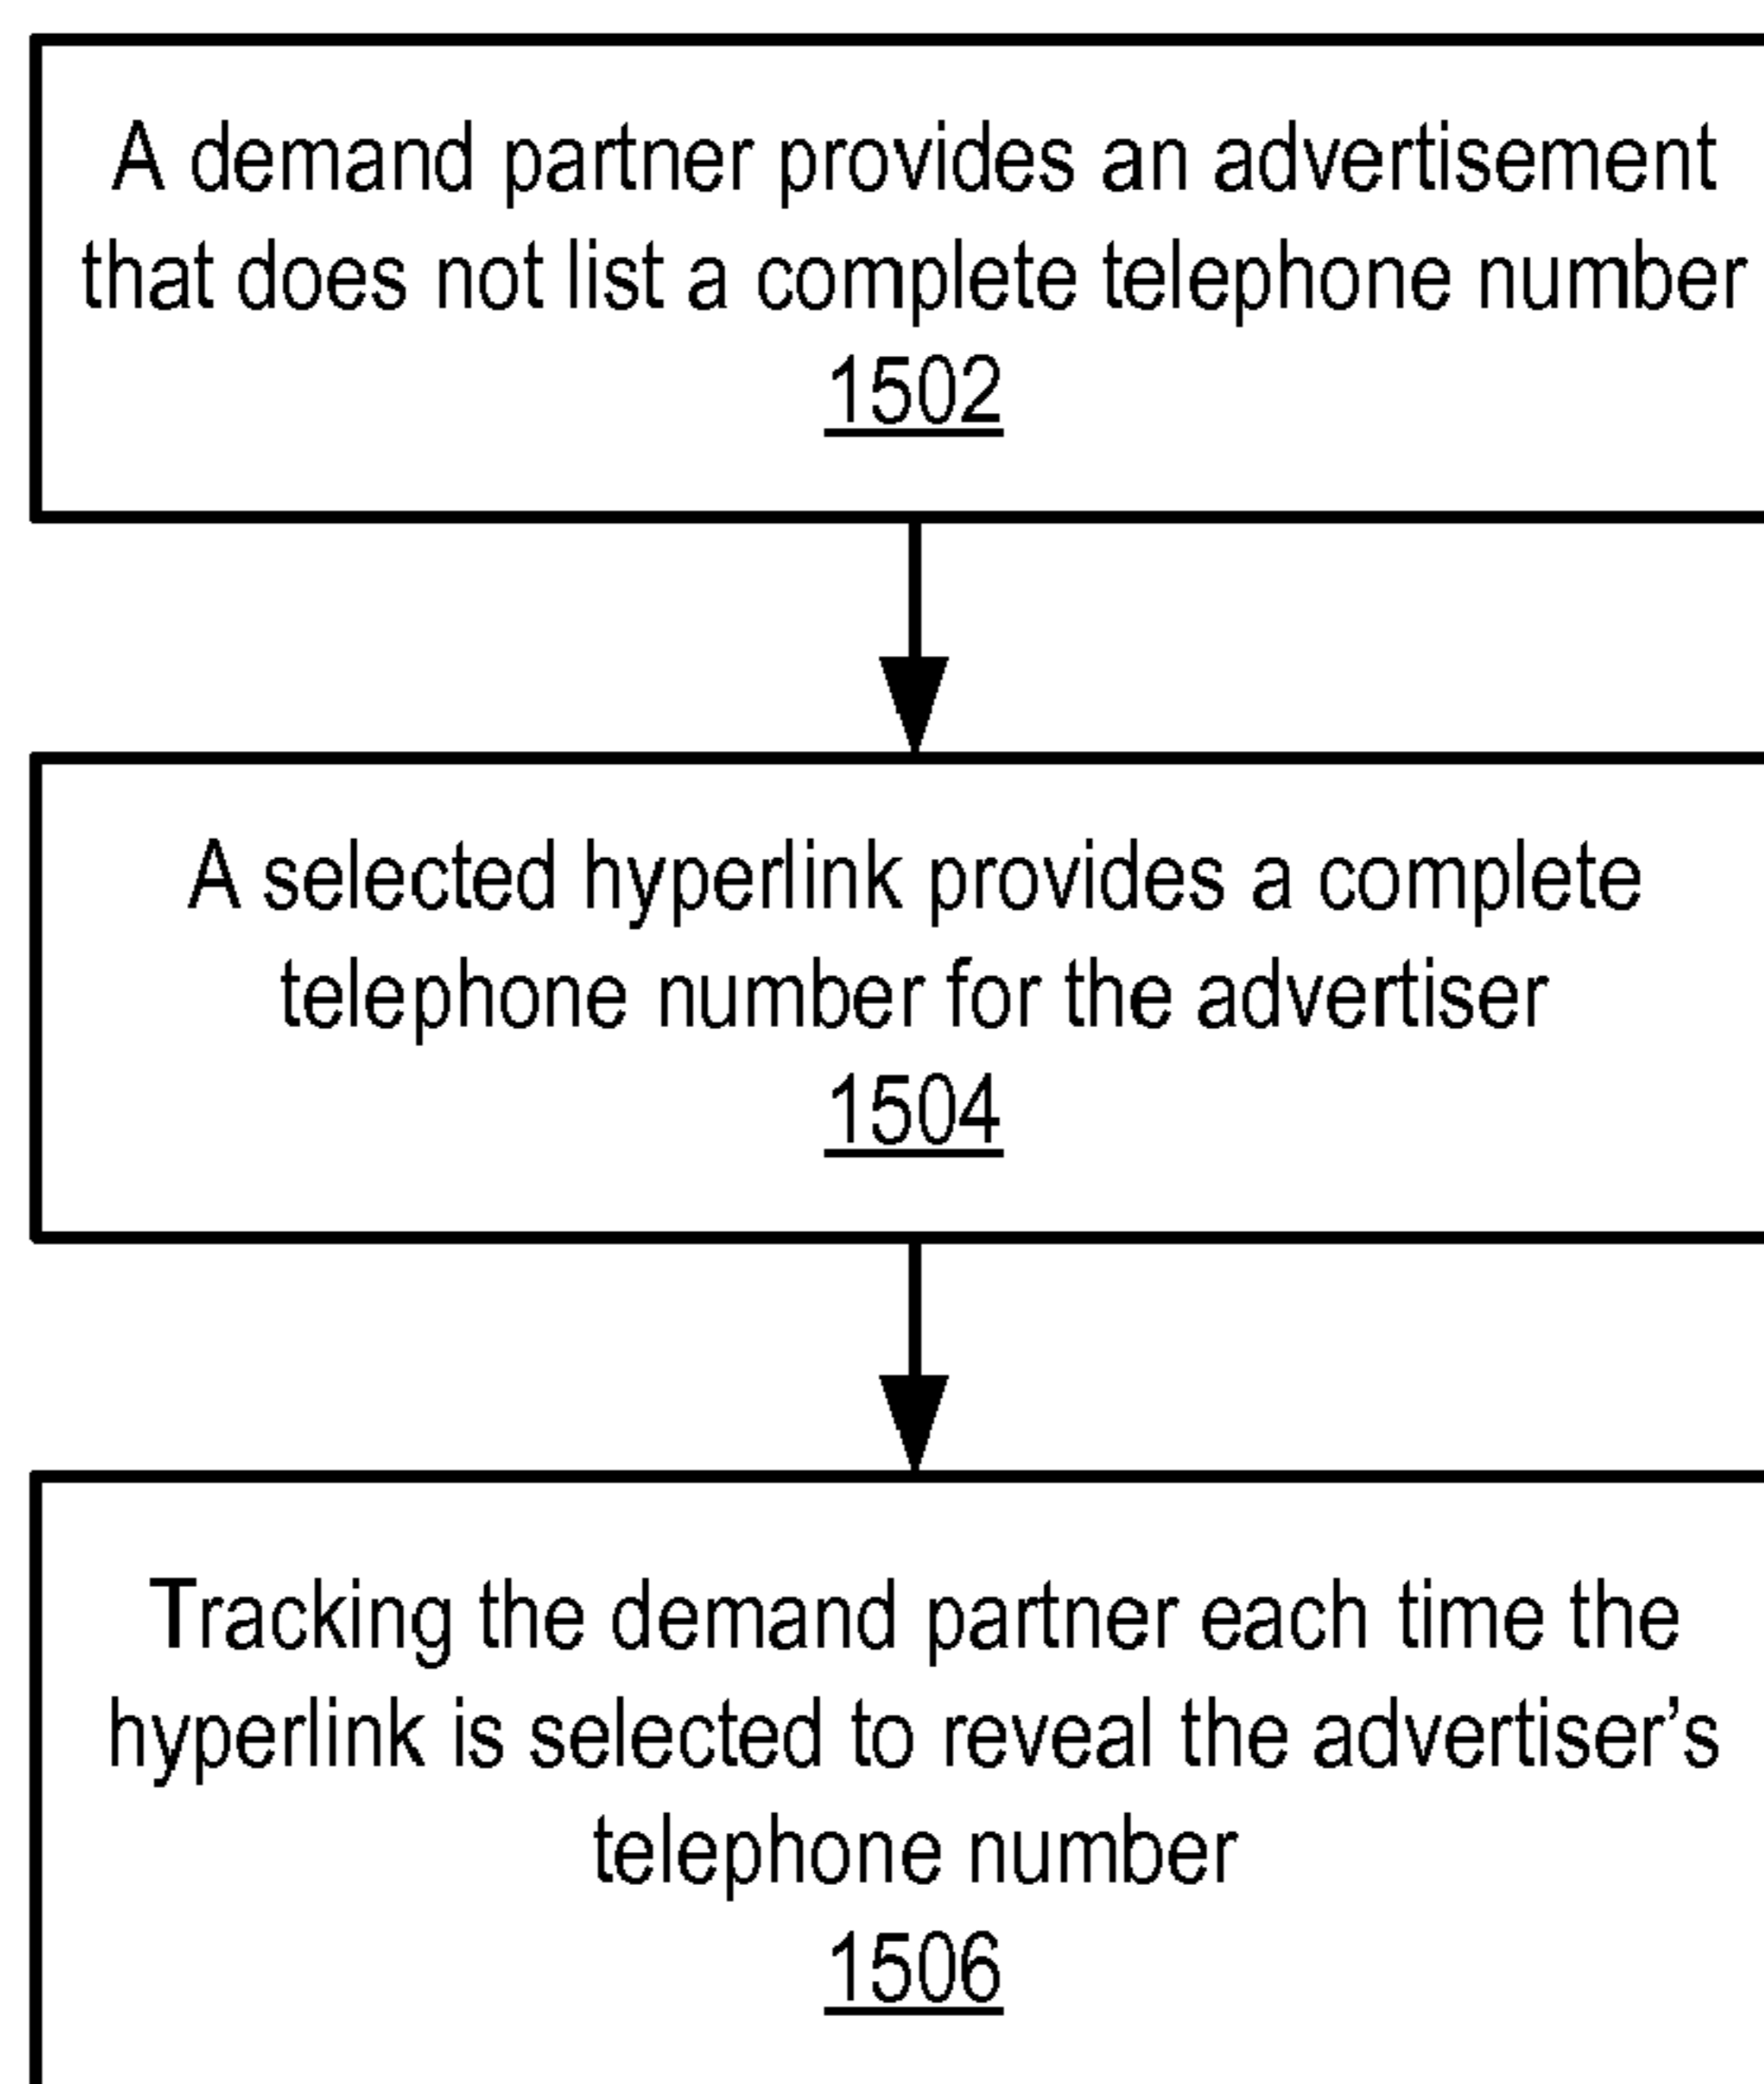 A demand partner provides an advertisement
that does not list a complete telephone number
1502
A selected hyperlink provides a complete
telephone number for the advertiser
1504
Tracking the demand partner each time the
hyperlink is selected to reveal the advertiser’s
telephone number
1506